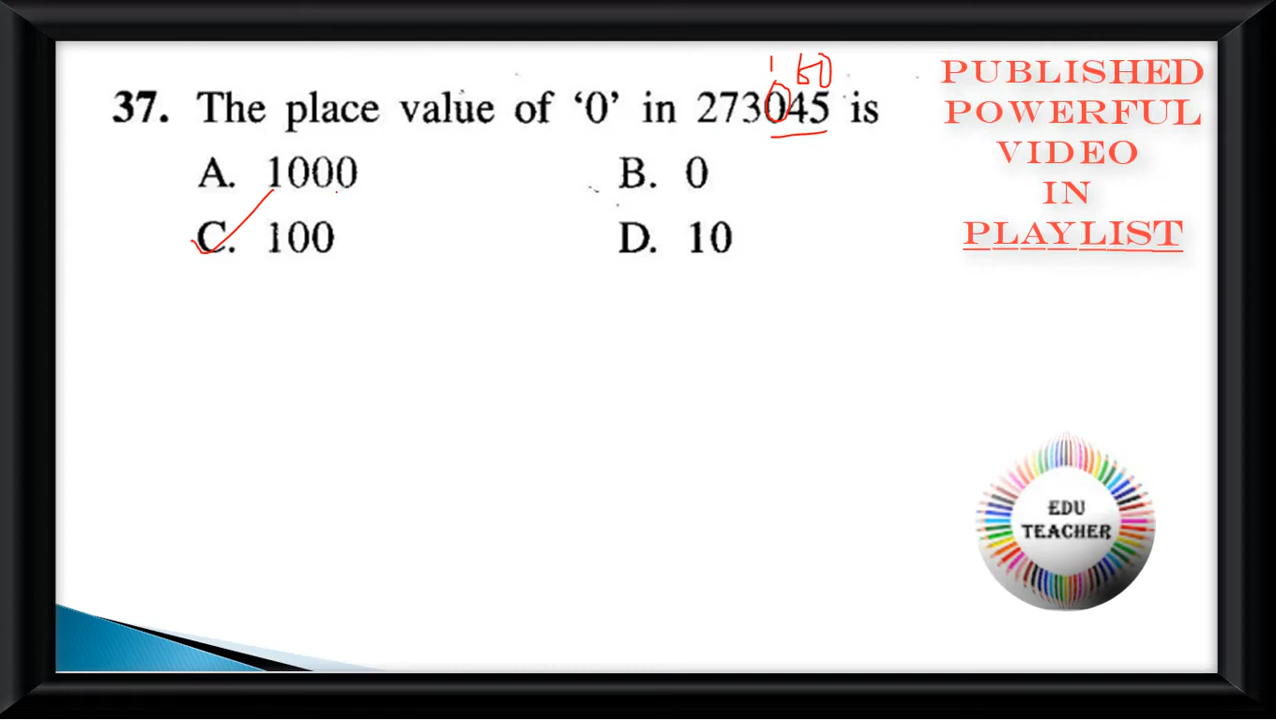 37. The place value of ‘0’ in 273045 is
A. 1000
B. 0
C. 100
D. 10
PUBLISHED
POWERFUL
VIDEO
IN
PLAYLIST
EDU
TEACHER